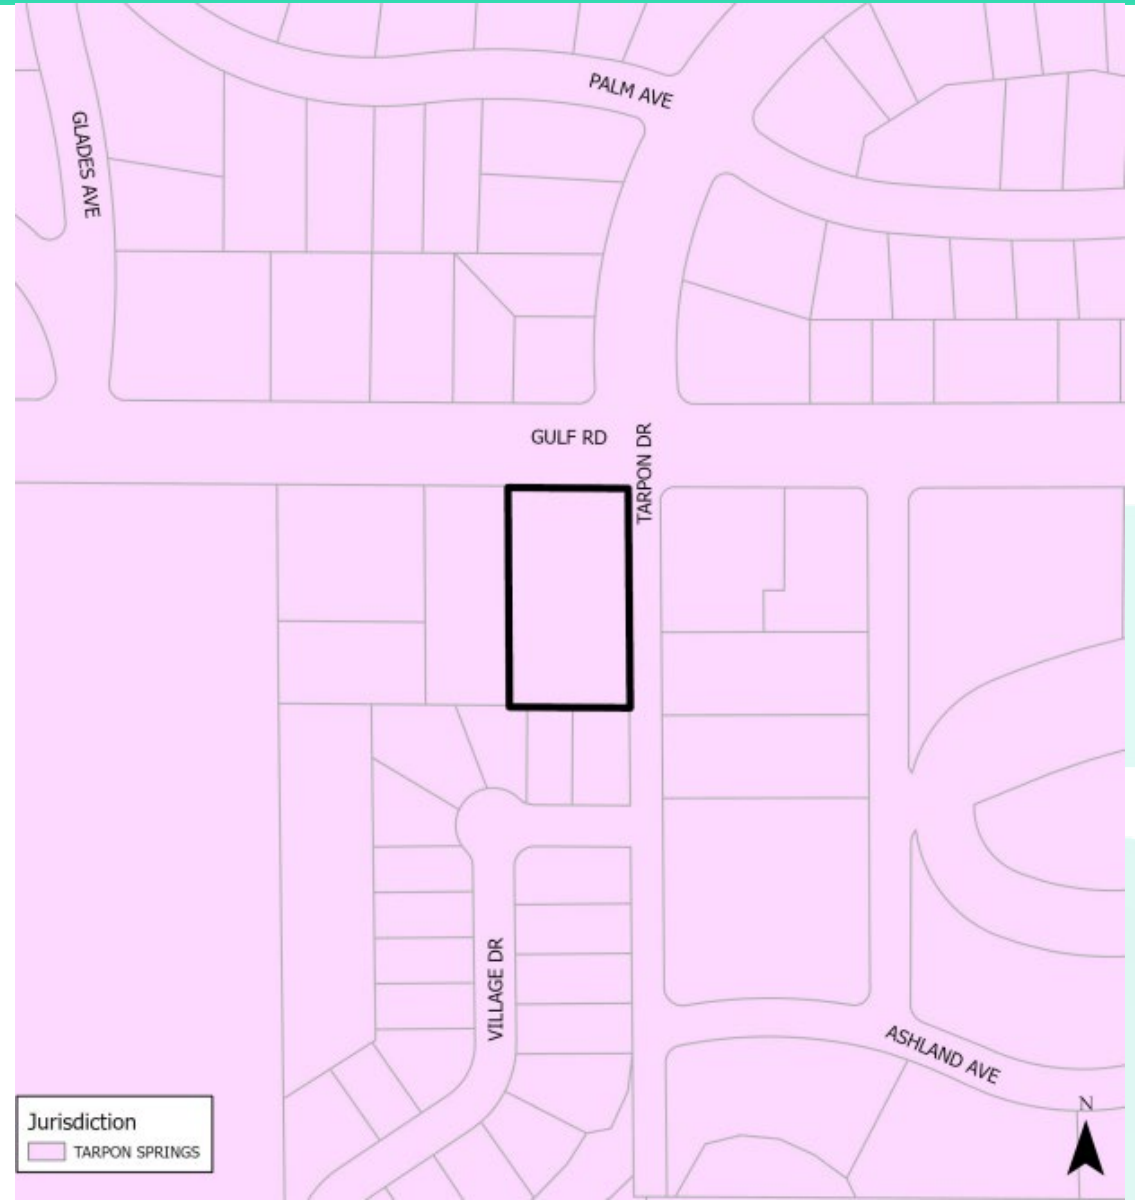 PALM AVE
GLADES AVE
GULF RD
TARPON DR
VILLAGE DR
ASHLAND AVE
N
Jurisdiction
TARPON SPRINGS